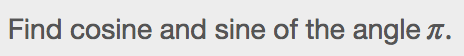 Find cosine and sine of the angle π.